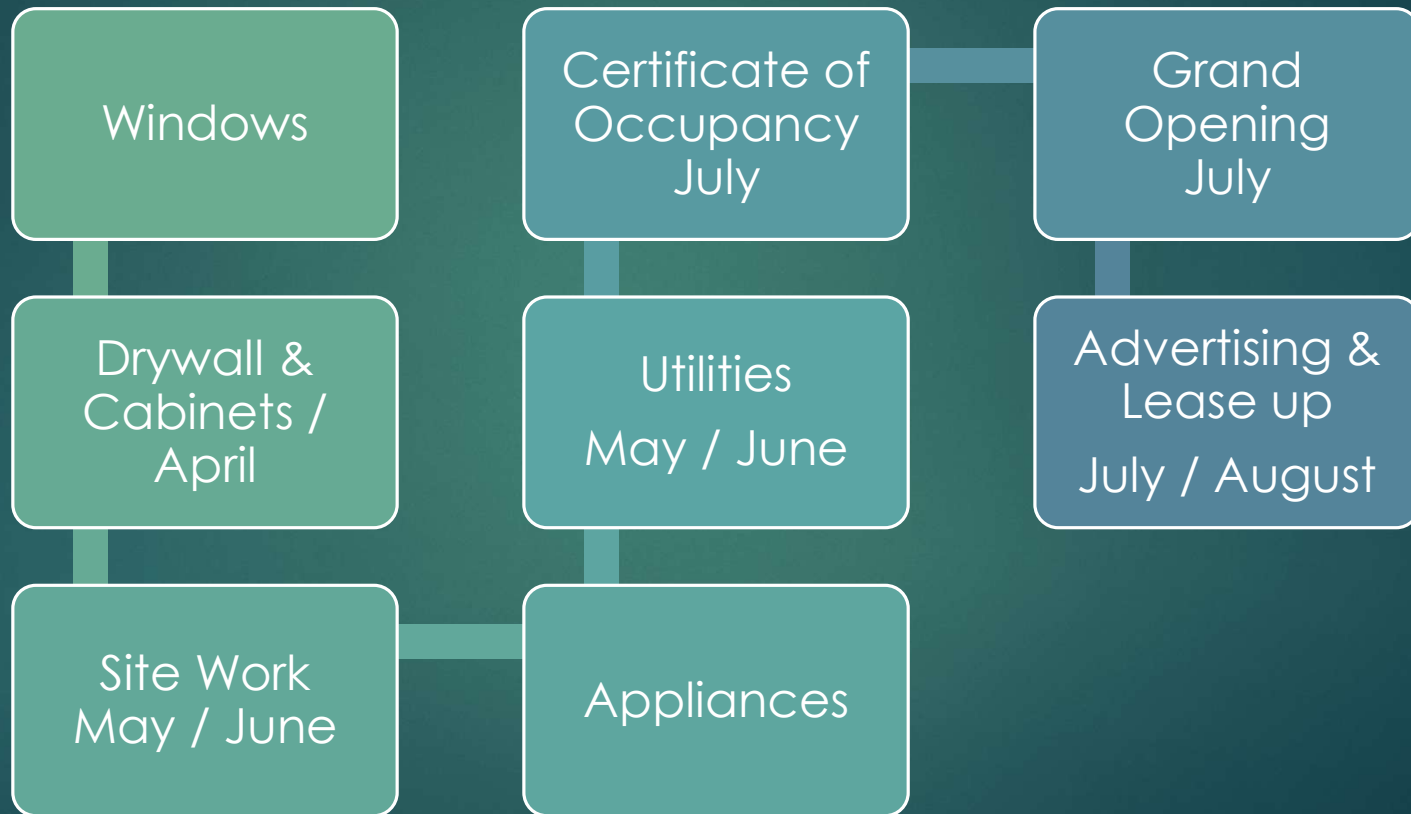 Windows
Drywall &
Cabinets /
April
Site Work
May / June
Appliances
Utilities
May / June
Certificate of
Occupancy
July
Grand
Opening
July
Advertising &
Lease up
July / August